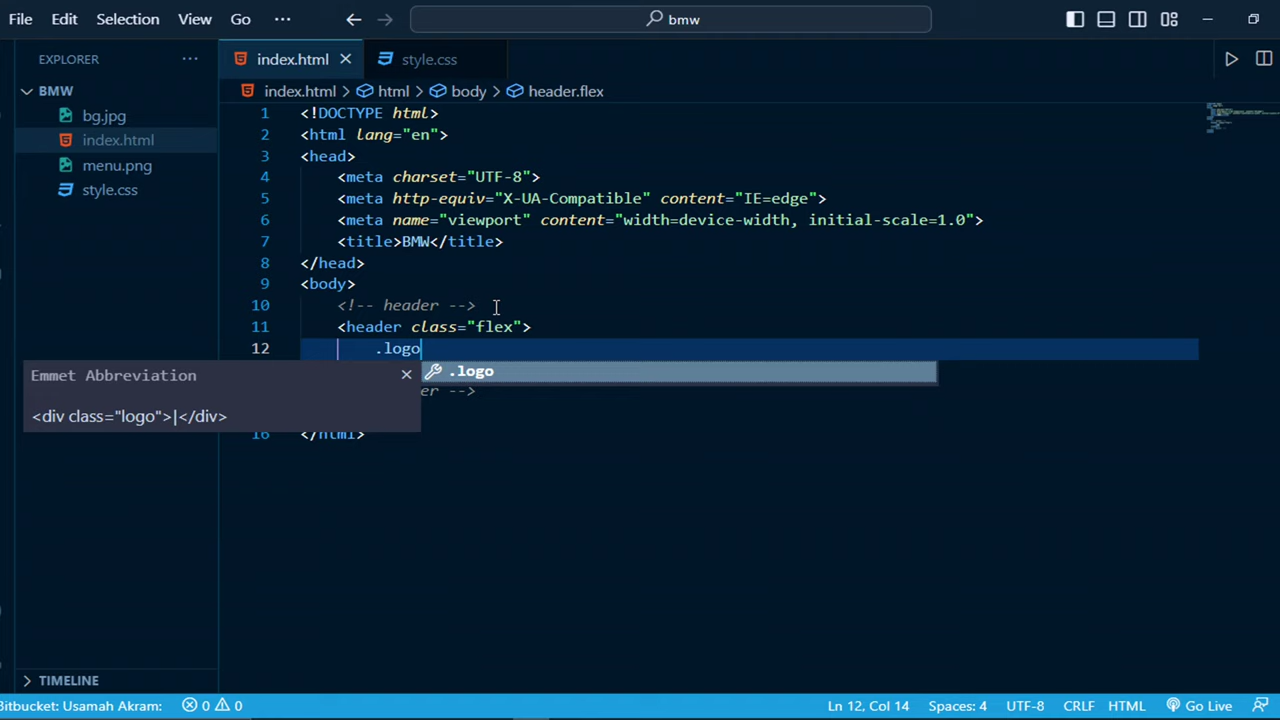 File Edit Selection View Go ··· bmw
EXPLORER ···
BMW
bg.jpg
index.html
menu.png
style.css
TIMELINE
index.html style.css
index.html > html > body > header.flex
1 <!DOCTYPE html>
2 <html lang="en">
3 <head>
4 <meta charset="UTF-8">
5 <meta http-equiv="X-UA-Compatible" content="IE=edge">
6 <meta name="viewport" content="width=device-width, initial-scale=1.0">
7 <title>BMW</title>
8 </head>
9 <body>
10 <!-- header -->
11 <header class="flex">
12 .logo
.logo
Emmet Abbreviation
<div class="logo">|</div>
er -->
16 </html>
Bitbucket: Usamah Akram: 0 0 Ln 12, Col 14 Spaces: 4 UTF-8 CRLF HTML Go Live